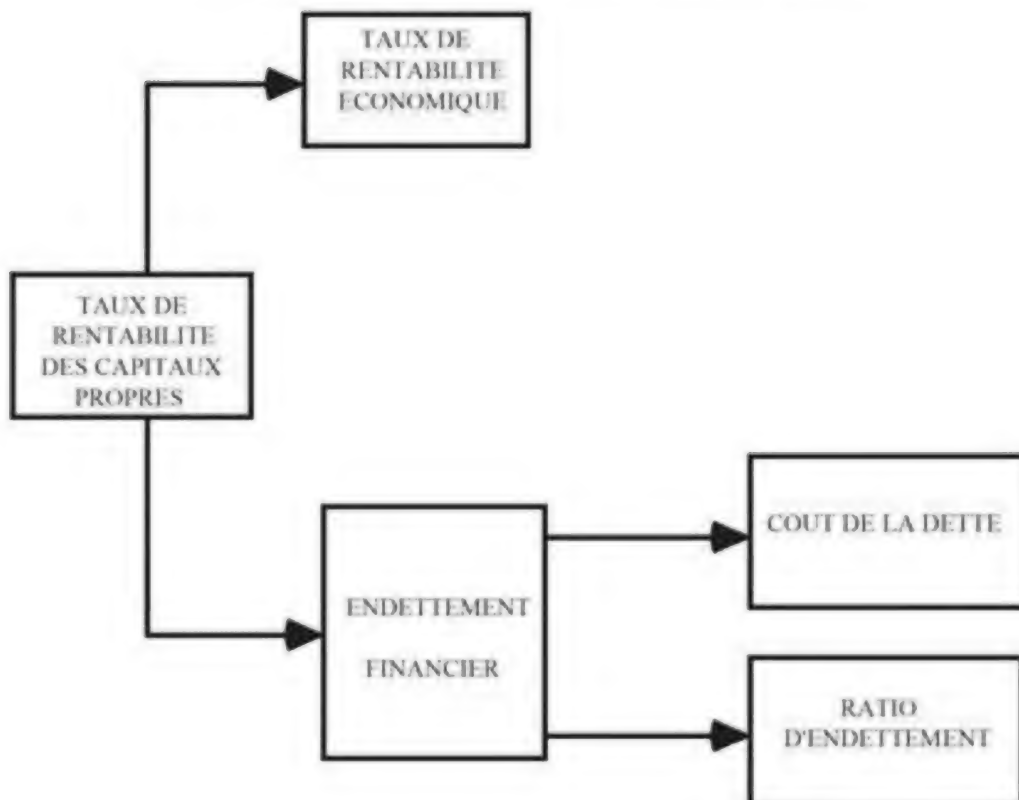 TAUX DE
RENTABILITE
ECONOMIQUE
TAUX DE
RENTABILITE
DES CAPITAUX
PROPRES
COUT DE LA DETTE
ENDETTEMENT
FINANCIER
RATIO
D'ENDETTEMENT